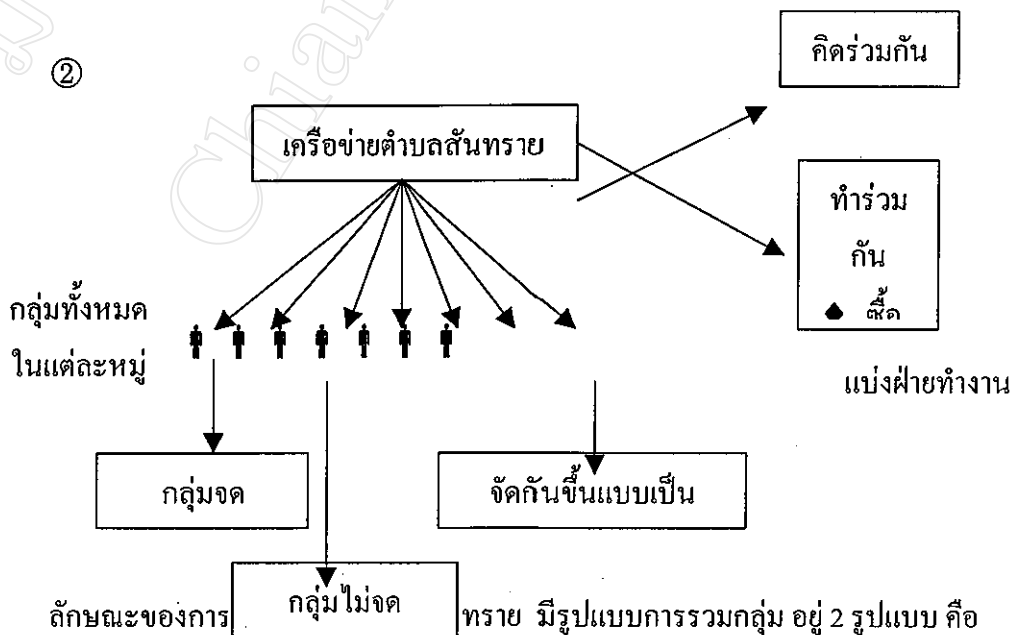 ②
คิดร่วมกัน
เครือข่ายตำบลสันทราย
ทำร่วม
กัน
กลุ่มทั้งหมด
ในแต่ละหมู่
แบ่งฝ่ายทำงาน
กลุ่มจด
จัดกันขึ้นแบบเป็น
กลุ่มไม่จด
ลักษณะของการ ทราย มีรูปแบบการรวมกลุ่ม อยู่ 2 รูปแบบ คือ
Chian